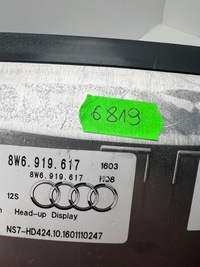 6819
8W6.919.617 1603
8W6.919.617 H08
12S
Head-up Display
NS7-HD424.10.1601110247